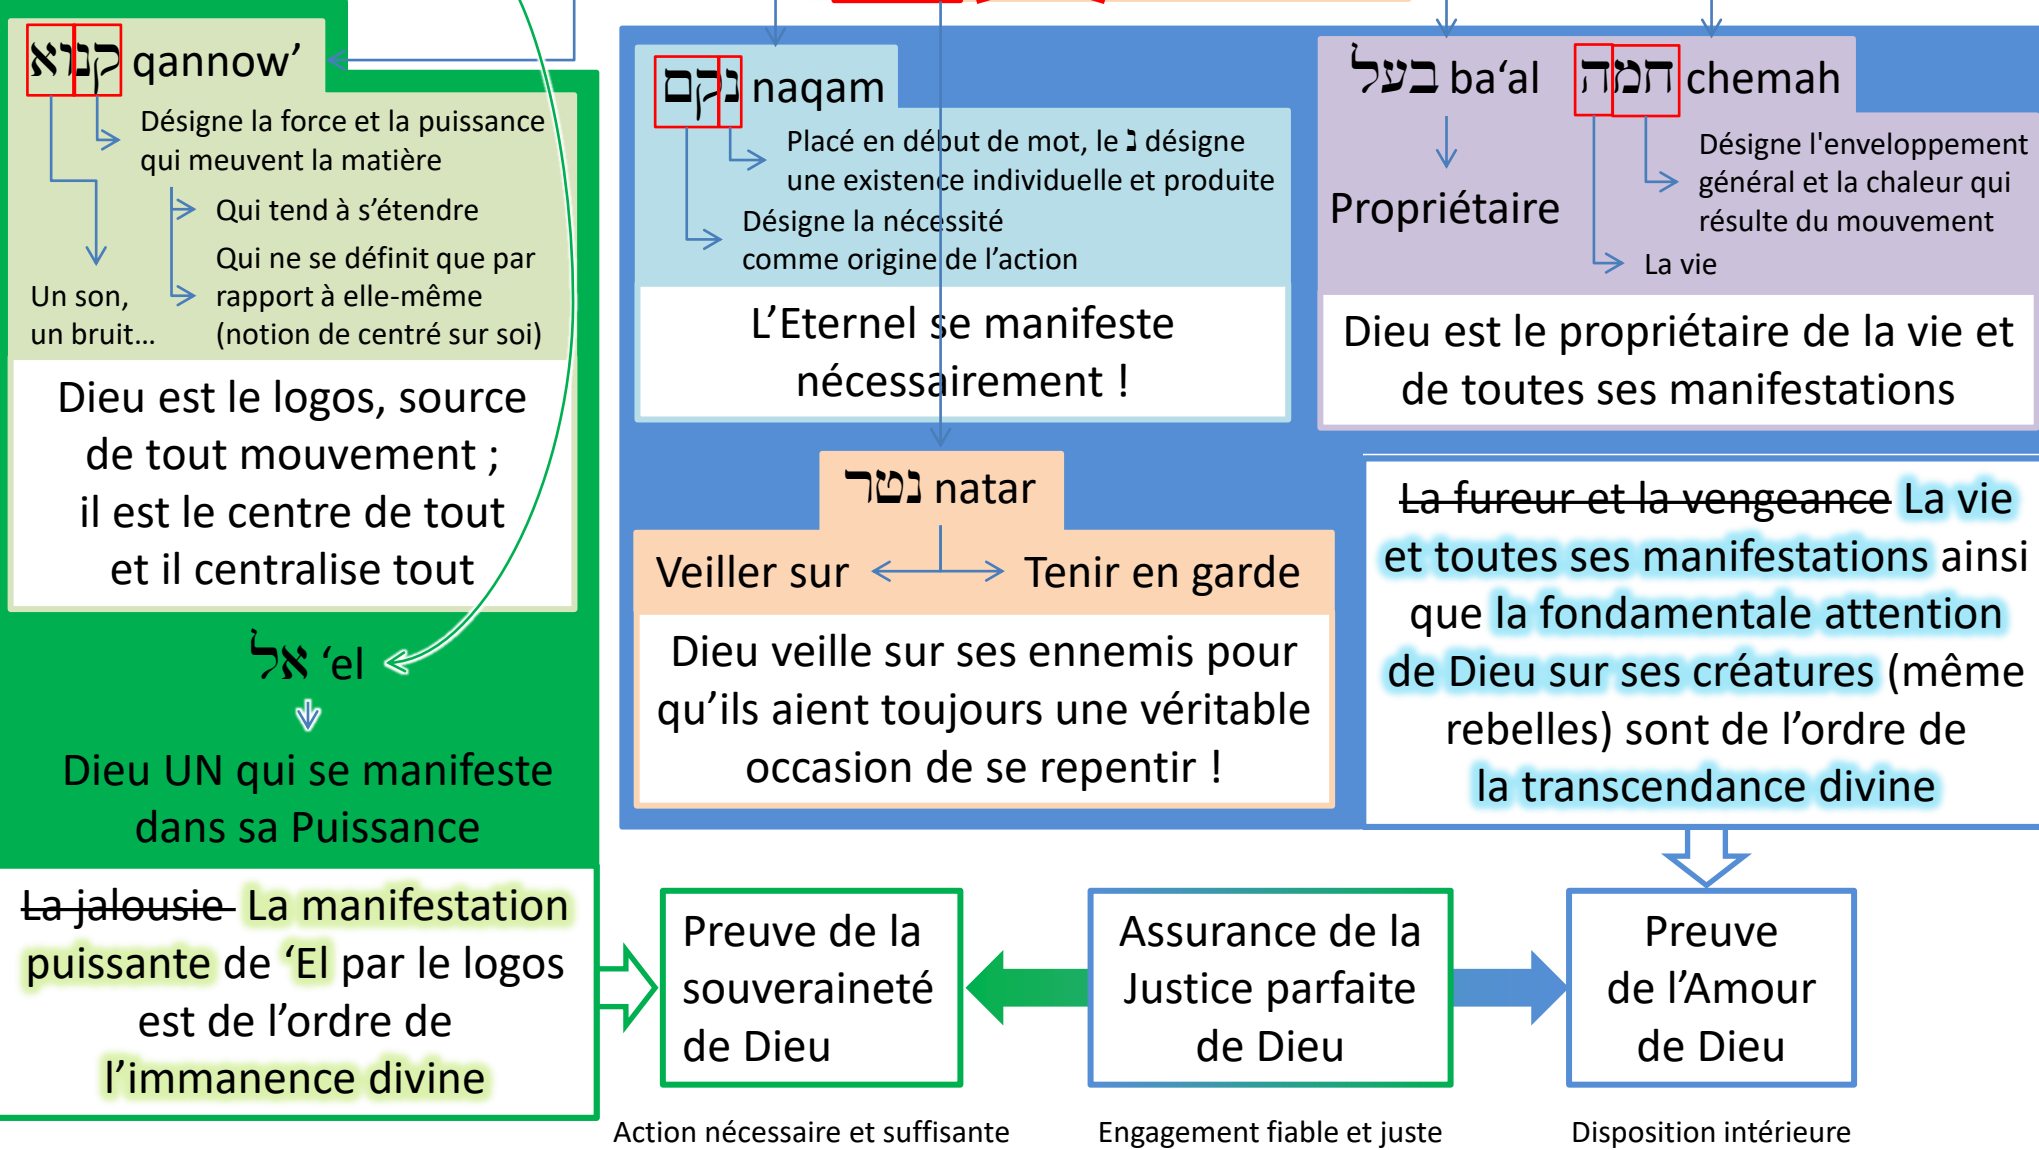 קנוא qannow’
Désigne la force et la puissance
qui meuvent la matière
Qui tend à s’étendre
Qui ne se définit que par
rapport à elle-même
(notion de centré sur soi)
Un son,
un bruit…
Dieu est le logos, source
de tout mouvement ;
il est le centre de tout
et il centralise tout
אל ‘el
Dieu UN qui se manifeste
dans sa Puissance
La jalousie La manifestation
puissante de ‘El par le logos
est de l’ordre de
l’immanence divine
נקם naqam
Placé en début de mot, le נ désigne
une existence individuelle et produite
Désigne la nécessité
comme origine de l’action
L’Eternel se manifeste
nécessairement !
נטר natar
Veiller sur
Tenir en garde
Dieu veille sur ses ennemis pour
qu’ils aient toujours une véritable
occasion de se repentir !
בעל ba‘al
Propriétaire
חמה chemah
Désigne l'enveloppement
général et la chaleur qui
résulte du mouvement
La vie
Dieu est le propriétaire de la vie et
de toutes ses manifestations
La fureur et la vengeance La vie
et toutes ses manifestations ainsi
que la fondamentale attention
de Dieu sur ses créatures (même
rebelles) sont de l’ordre de
la transcendance divine
Preuve de la
souveraineté
de Dieu
Action nécessaire et suffisante
Assurance de la
Justice parfaite
de Dieu
Engagement fiable et juste
Preuve
de l’Amour
de Dieu
Disposition intérieure